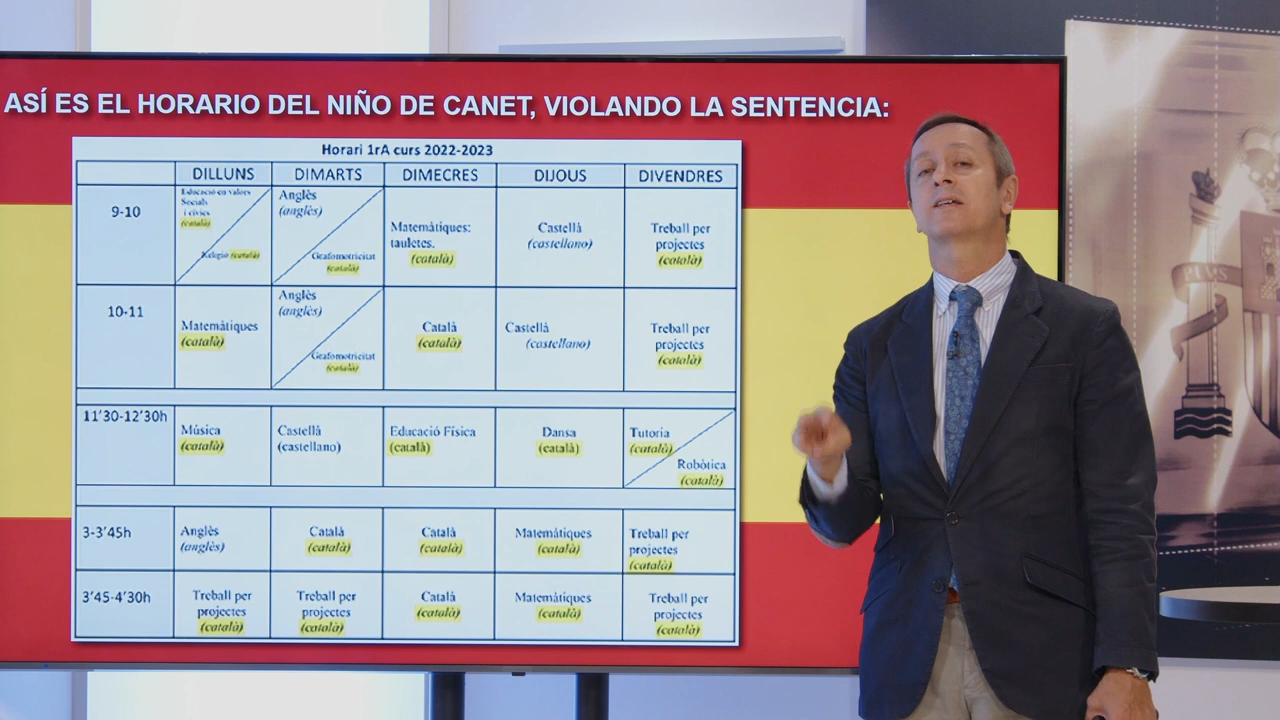 ASÍ ES EL HORARIO DEL NIÑO DE CANET, VIOLANDO LA SENTENCIA:
Horari 1rA curs 2022-2023
DILLUNS DIMARTS DIMECRES DIJOUS DIVENDRES
9-10
Educació en valors
Socials
i cívics
(català)
Religió (català)
Anglès
(anglès)
Grafomotricitat
(català)
Matemàtiques:
tauletes.
(català)
Castellà
(castellano)
Treball per
projectes
(català)
10-11
Matemàtiques
(català)
Anglès
(anglès)
Grafomotricitat
(català)
Català
(català)
Castellà
(castellano)
Treball per
projectes
(català)
11'30-12'30h
Música
(català)
Castellà
(castellano)
Educació Física
(català)
Dansa
(català)
Tutoria
(català)
Robòtica
(català)
3-3'45h
Anglès
(anglès)
Català
(català)
Català
(català)
Matemàtiques
(català)
Treball per
projectes
(català)
3'45-4'30h
Treball per
projectes
(català)
Treball per
projectes
(català)
Català
(català)
Matemàtiques
(català)
Treball per
projectes
(català)
PLVS